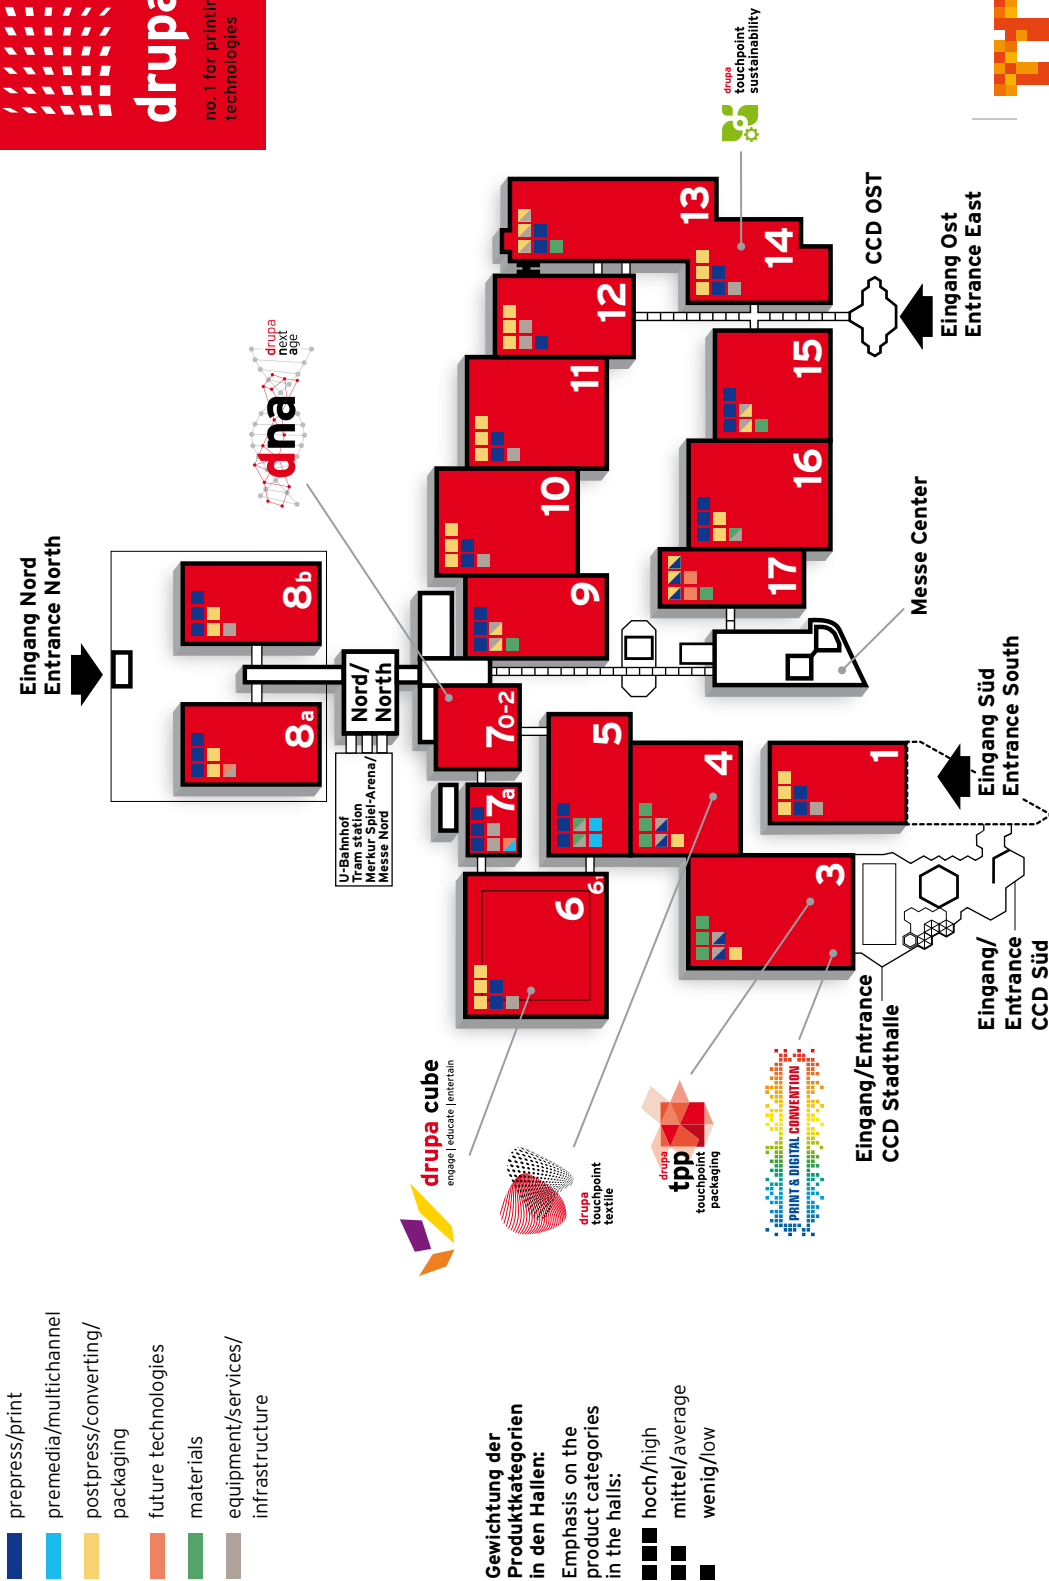 drupa
no. 1 for printing
technologies
Eingang Nord
Entrance North
8b
8a
Nord/
North
U-Bahnhof
Tram station
Merkur Spiel-Arena/
Messe Nord
drupa
next
age
dna
drupa
touchpoint
sustainability
13
14
12
11
10
9
15
16
17
70-2
7a
6
61
5
4
3
1
CCD OST
Eingang Ost
Entrance East
Messe Center
Eingang Süd
Entrance South
Eingang/
Entrance
CCD Süd
Eingang/Entrance
CCD Stadthalle
drupa cube
engage | educate | entertain
drupa
touchpoint
textile
drupa
tpp
touchpoint
packaging
PRINT & DIGITAL CONVENTION
prepress/print
premedia/multichannel
postpress/converting/
packaging
future technologies
materials
equipment/services/
infrastructure
Gewichtung der
Produktkategorien
in den Hallen:
Emphasis on the
product categories
in the halls:
hoch/high
mittel/average
wenig/low